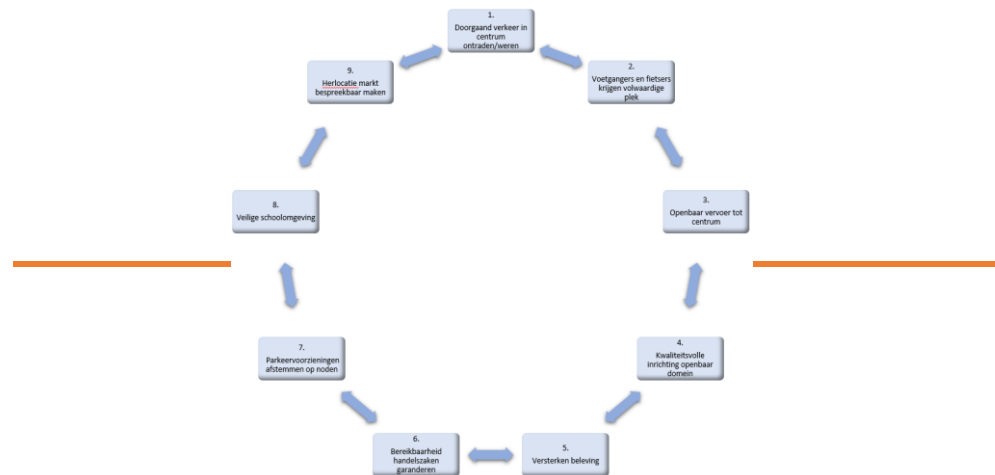 1.
Doorgaand verkeer in
centrum
ontraden/weren
2.
Voetgangers en fietsers
krijgen volwaardige
plek
3.
Openbaar vervoer tot
centrum
4.
Kwaliteitsvolle
inrichting openbaar
domein
5.
Versterken beleving
6.
Bereikbaarheid
handelszaken
garanderen
7.
Parkeervoorzieningen
afstemmen op noden
8.
Veilige schoolomgeving
9.
Herlocatie markt
bespreekbaar maken